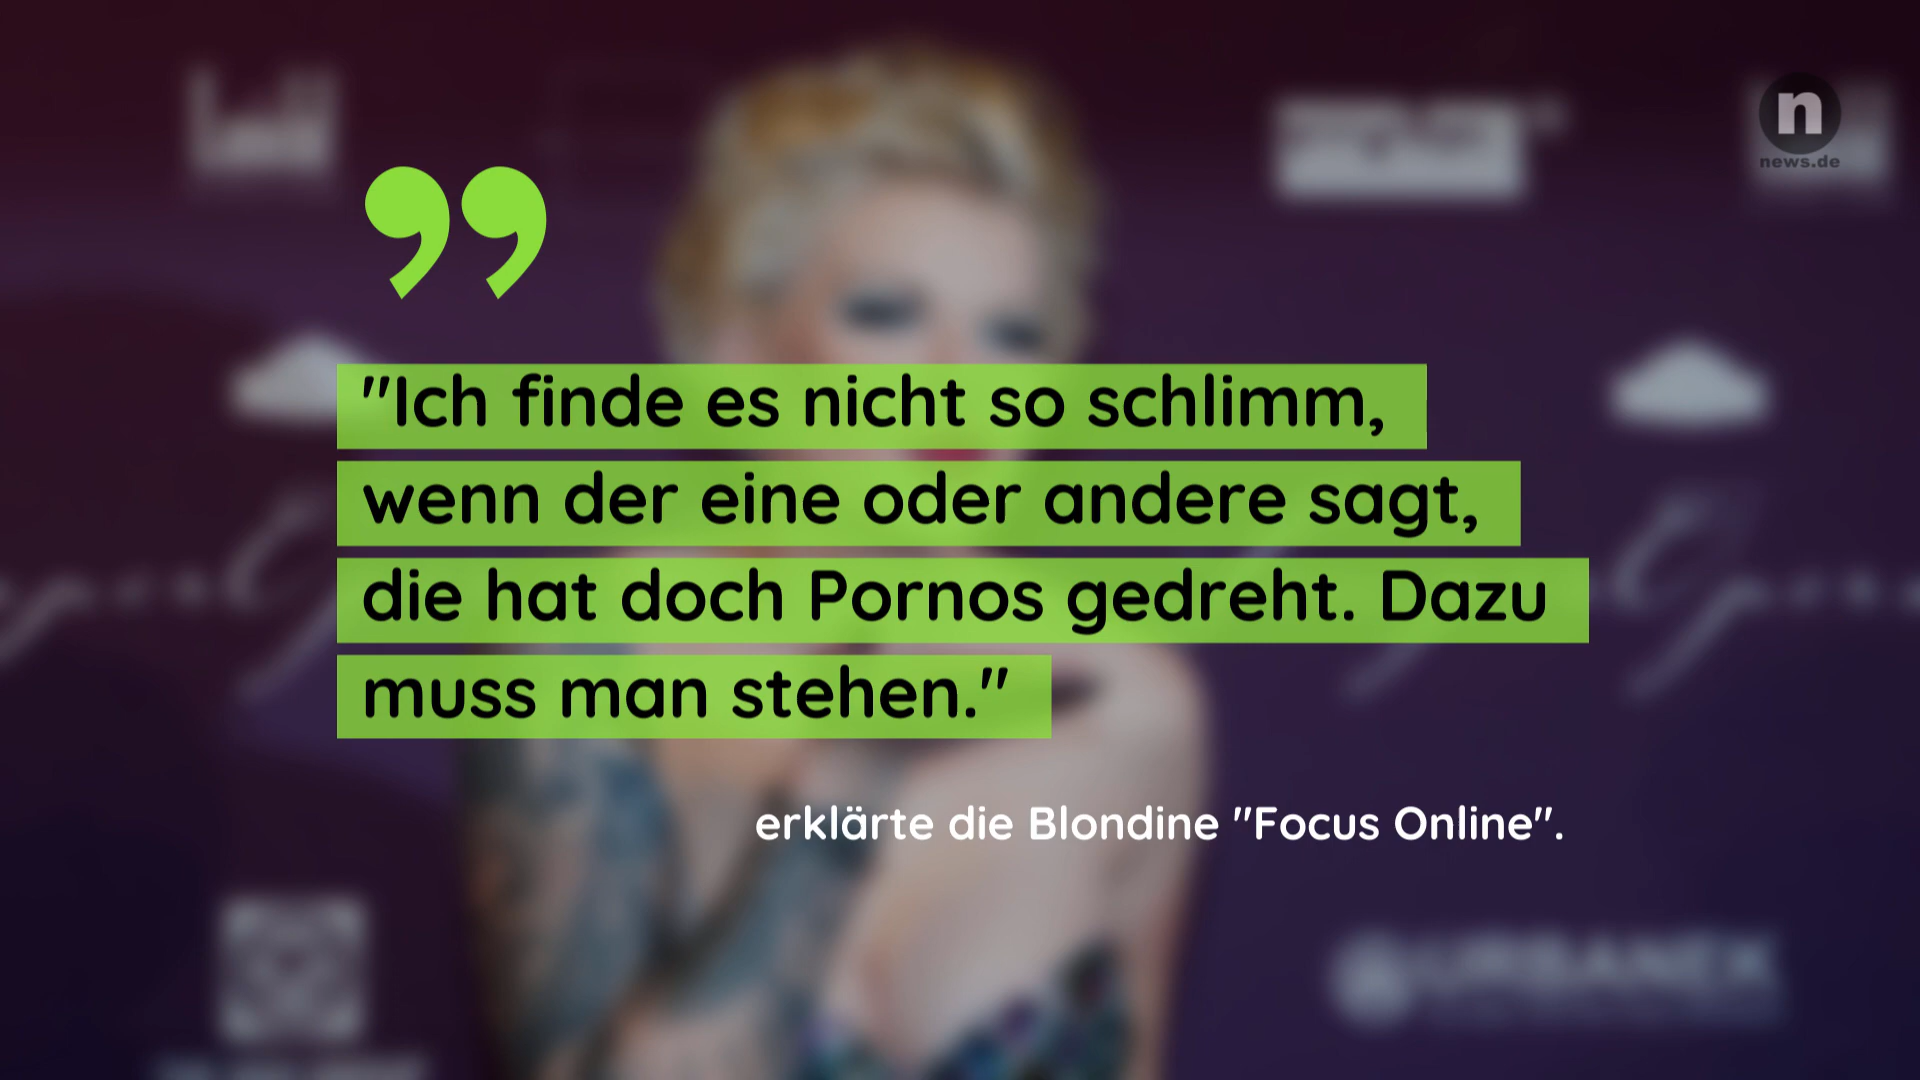 n
news.de
"Ich finde es nicht so schlimm,
wenn der eine oder andere sagt,
die hat doch Pornos gedreht. Dazu
muss man stehen."
erklärte die Blondine "Focus Online".
URBANEK